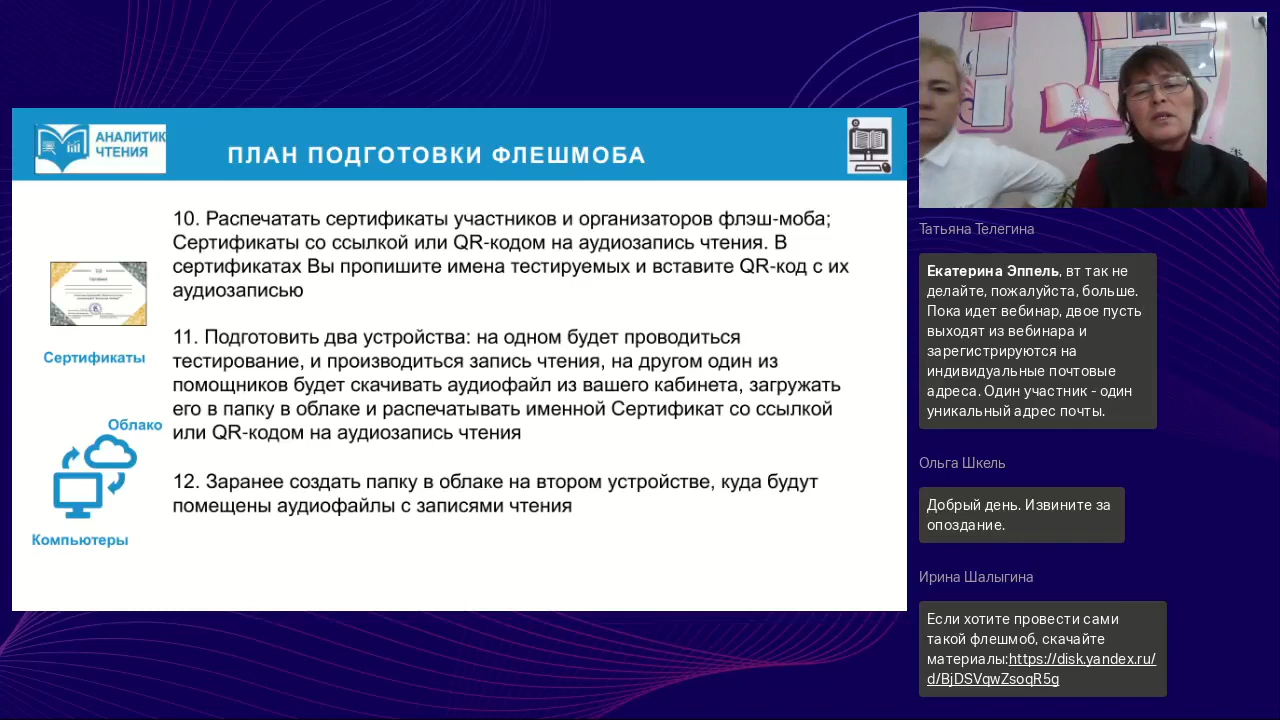 АНАЛИТИК
ЧТЕНИЯ
ПЛАН ПОДГОТОВКИ ФЛЕШМОБА
10. Распечатать сертификаты участников и организаторов флэш-моба;
Сертификаты со ссылкой или QR-кодом на аудиозапись чтения. В
сертификатах Вы пропишите имена тестируемых и вставите QR-код с их
аудиозаписью
Сертификаты
11. Подготовить два устройства: на одном будет проводиться
тестирование, и производиться запись чтения, на другом один из
помощников будет скачивать аудиофайл из вашего кабинета, загружать
его в папку в облаке и распечатывать именной Сертификат со ссылкой
или QR-кодом на аудиозапись чтения
Облако
12. Заранее создать папку в облаке на втором устройстве, куда будут
помещены аудиофайлы с записями чтения
Компьютеры
Татьяна Телегина
Екатерина Эппель, вт так не
делайте, пожалуйста, больше.
Пока идет вебинар, двое пусть
выходят из вебинара и
зарегистрируются на
индивидуальные почтовые
адреса. Один участник - один
уникальный адрес почты.
Ольга Шкель
Добрый день. Извините за
опоздание.
Ирина Шалыгина
Если хотите провести сами
такой флешмоб, скачайте
материалы:https://disk.yandex.ru/
d/BjDSVqwZsoqR5g